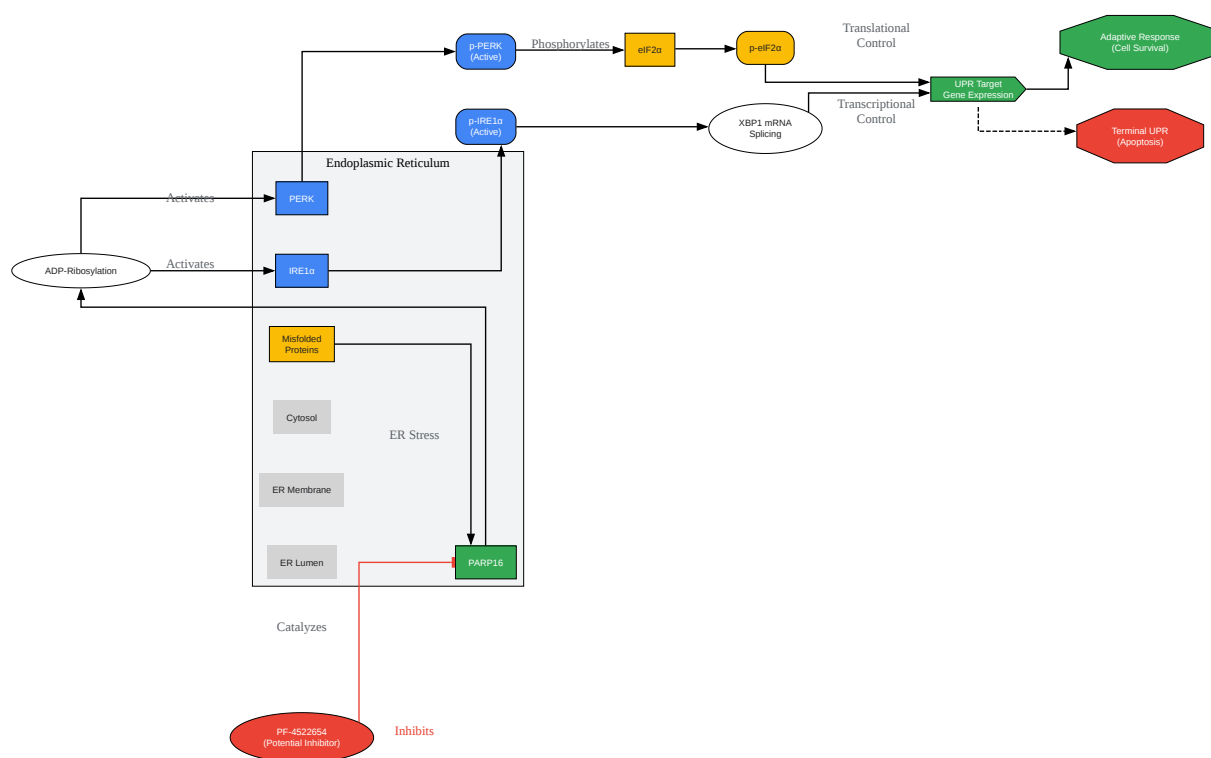 Translational
Control
Adaptive Response
(Cell Survival)
p-PERK
(Active)
Phosphorylates
eIF2α
p-eIF2α
UPR Target
Gene Expression
Transcriptional
Control
p-IRE1α
(Active)
XBP1 mRNA
Splicing
Terminal UPR
(Apoptosis)
Endoplasmic Reticulum
Activates
PERK
ADP-Ribosylation
Activates
IRE1α
Misfolded
Proteins
Cytosol
ER Stress
ER Membrane
ER Lumen
PARP16
Catalyzes
PF-4522654
(Potential Inhibitor)
Inhibits